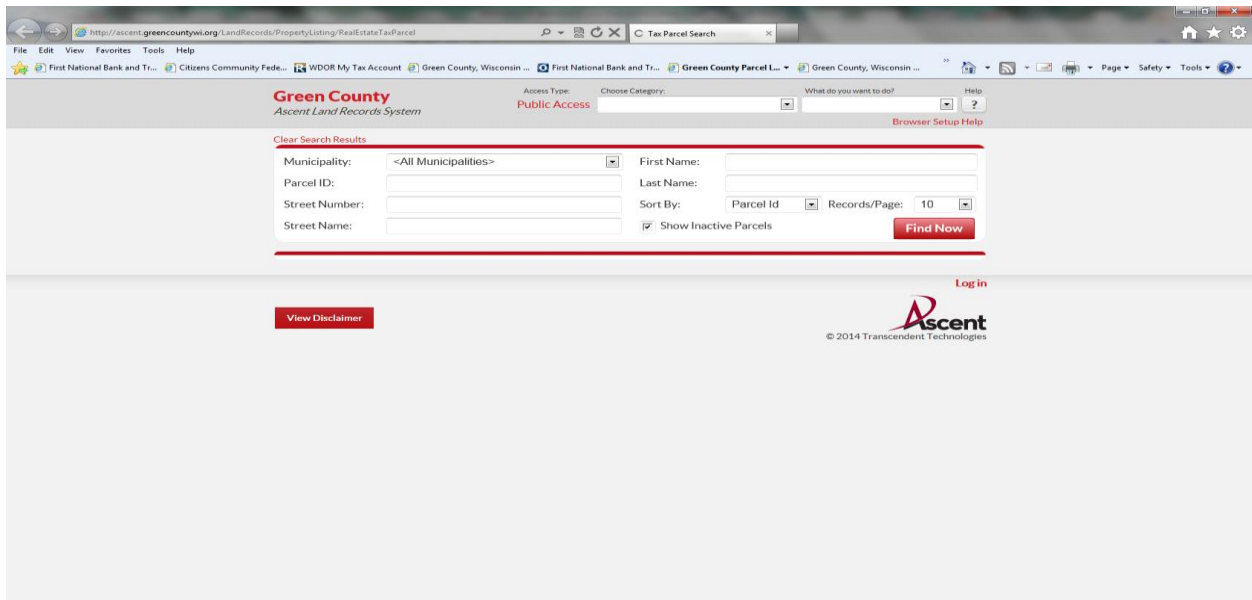 http://ascent.greencountywi.org/LandRecords/PropertyListing/RealEstateTaxParcel
Tax Parcel Search
File Edit View Favorites Tools Help
First National Bank and Tr... Citizens Community Fede... WDOR My Tax Account Green County, Wisconsin ... First National Bank and Tr... Green County Parcel L... Green County, Wisconsin ... Page Safety Tools
Green County
Ascent Land Records System
Access Type: Choose Category: What do you want to do? Help
Public Access ?
Browser Setup Help
Clear Search Results
Municipality: <All Municipalities> First Name:
Parcel ID: Last Name:
Street Number: Sort By: Parcel Id Records/Page: 10
Street Name: Show Inactive Parcels Find Now
Log in
View Disclaimer
Ascent
© 2014 Transcendent Technologies